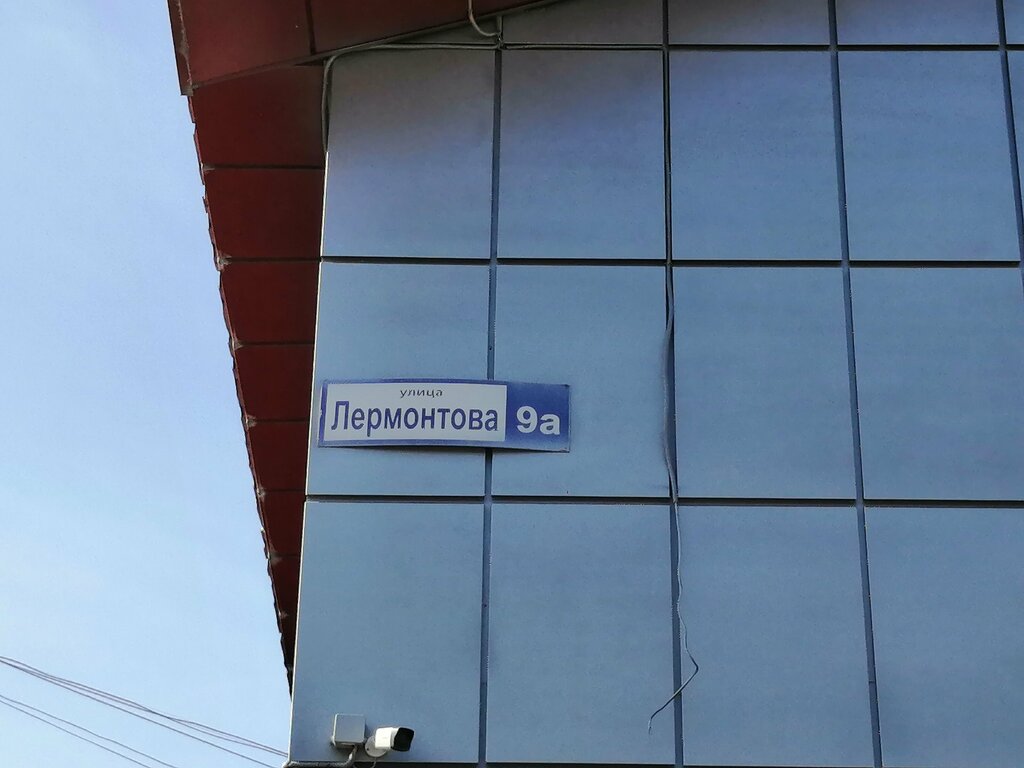 улица
Лермонтова 9а